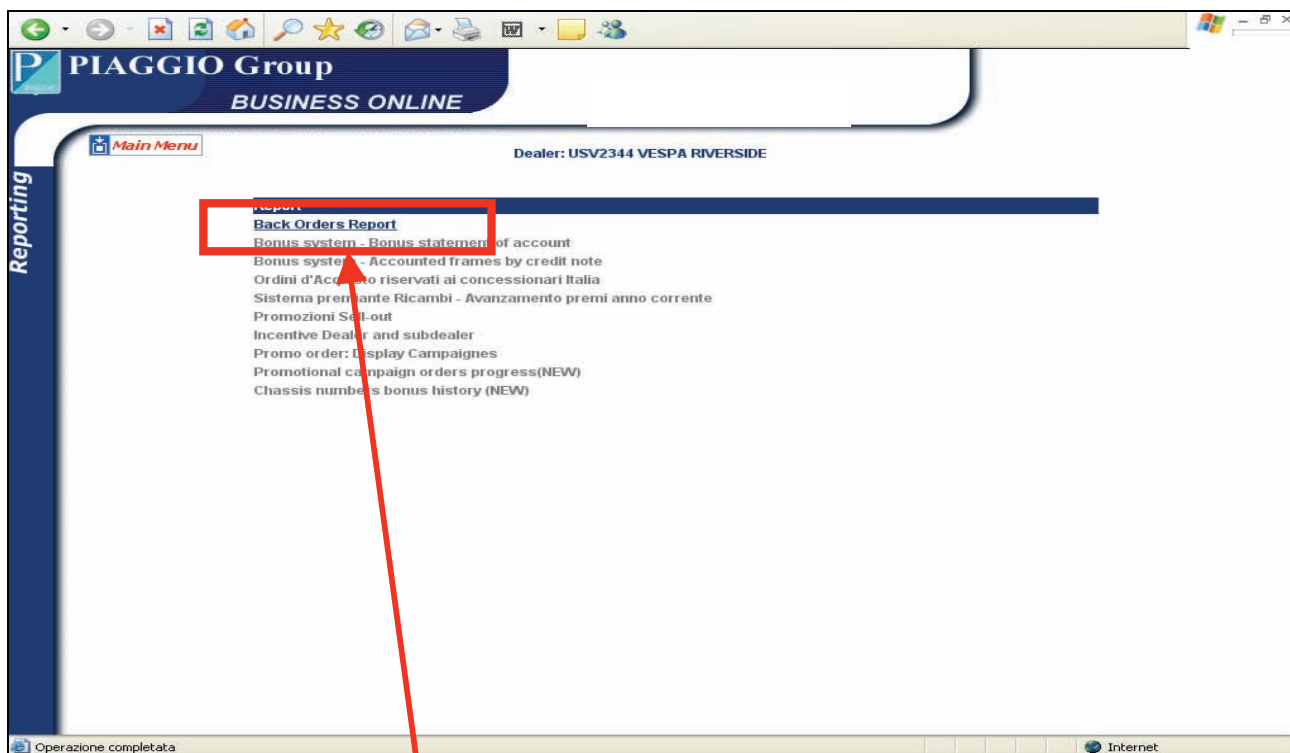 PIAGGIO Group
BUSINESS ONLINE
Main Menu
Dealer: USV2344 VESPA RIVERSIDE
Reporting
Report
Back Orders Report
Bonus system - Bonus statement of account
Bonus system - Accounted frames by credit note
Ordini d'Acquisto riservati ai concessionari Italia
Sistema premiante Ricambi - Avanzamento premi anno corrente
Promozioni Sell-out
Incentive Dealer and subdealer
Promo order: Display Campaignes
Promotional campaign orders progress(NEW)
Chassis numbers bonus history (NEW)
Operazione completata
Internet